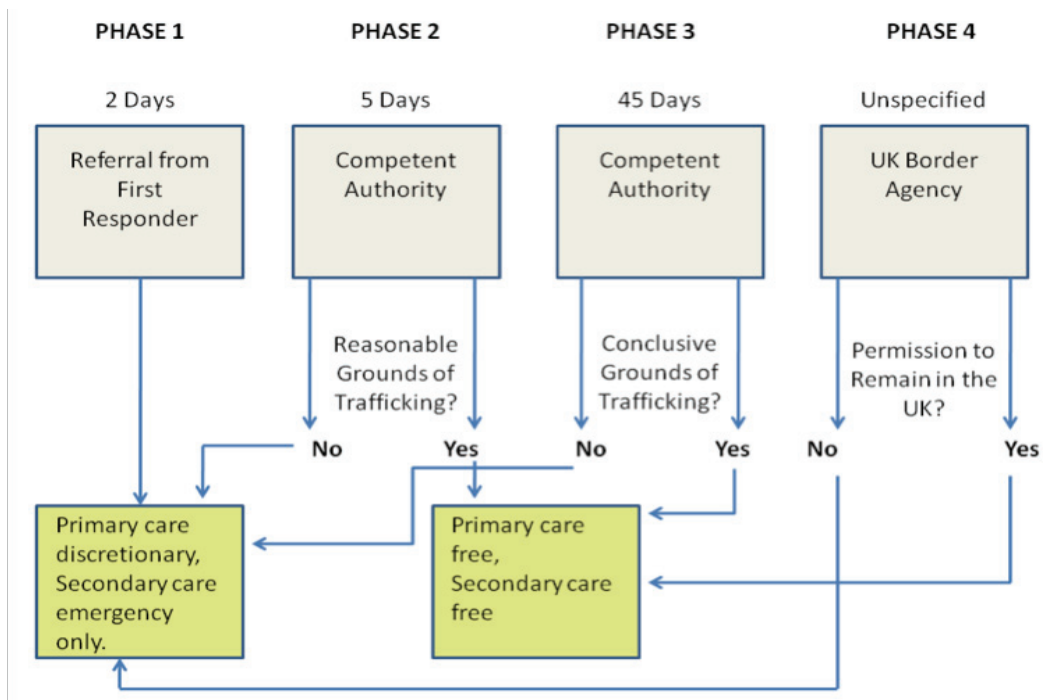 PHASE 1
PHASE 2
PHASE 3
PHASE 4
2 Days
5 Days
45 Days
Unspecified
Referral from
First
Responder
Competent
Authority
Competent
Authority
UK Border
Agency
Reasonable
Grounds of
Trafficking?
Conclusive
Grounds of
Trafficking?
Permission to
Remain in the
UK?
No
Yes
No
Yes
No
Yes
Primary care
discretionary,
Secondary care
emergency
only.
Primary care
free,
Secondary care
free